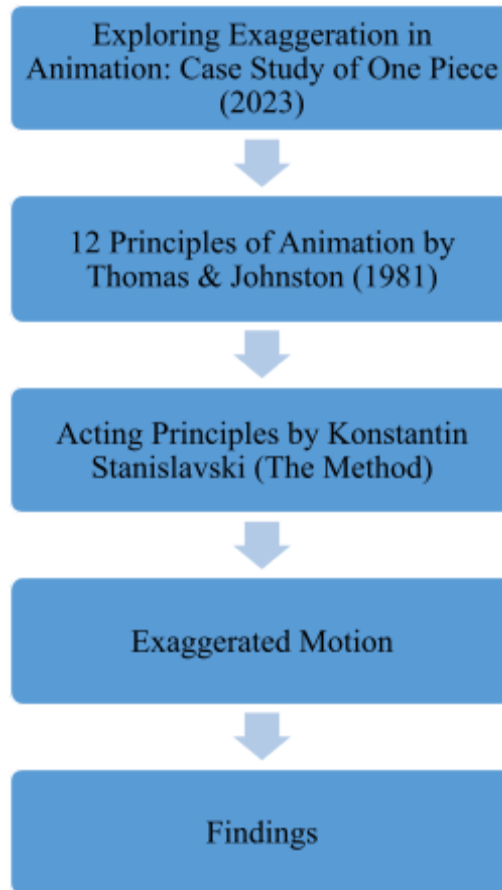 Exploring Exaggeration in
Animation: Case Study of One Piece
(2023)
12 Principles of Animation by
Thomas & Johnston (1981)
Acting Principles by Konstantin
Stanislavski (The Method)
Exaggerated Motion
Findings